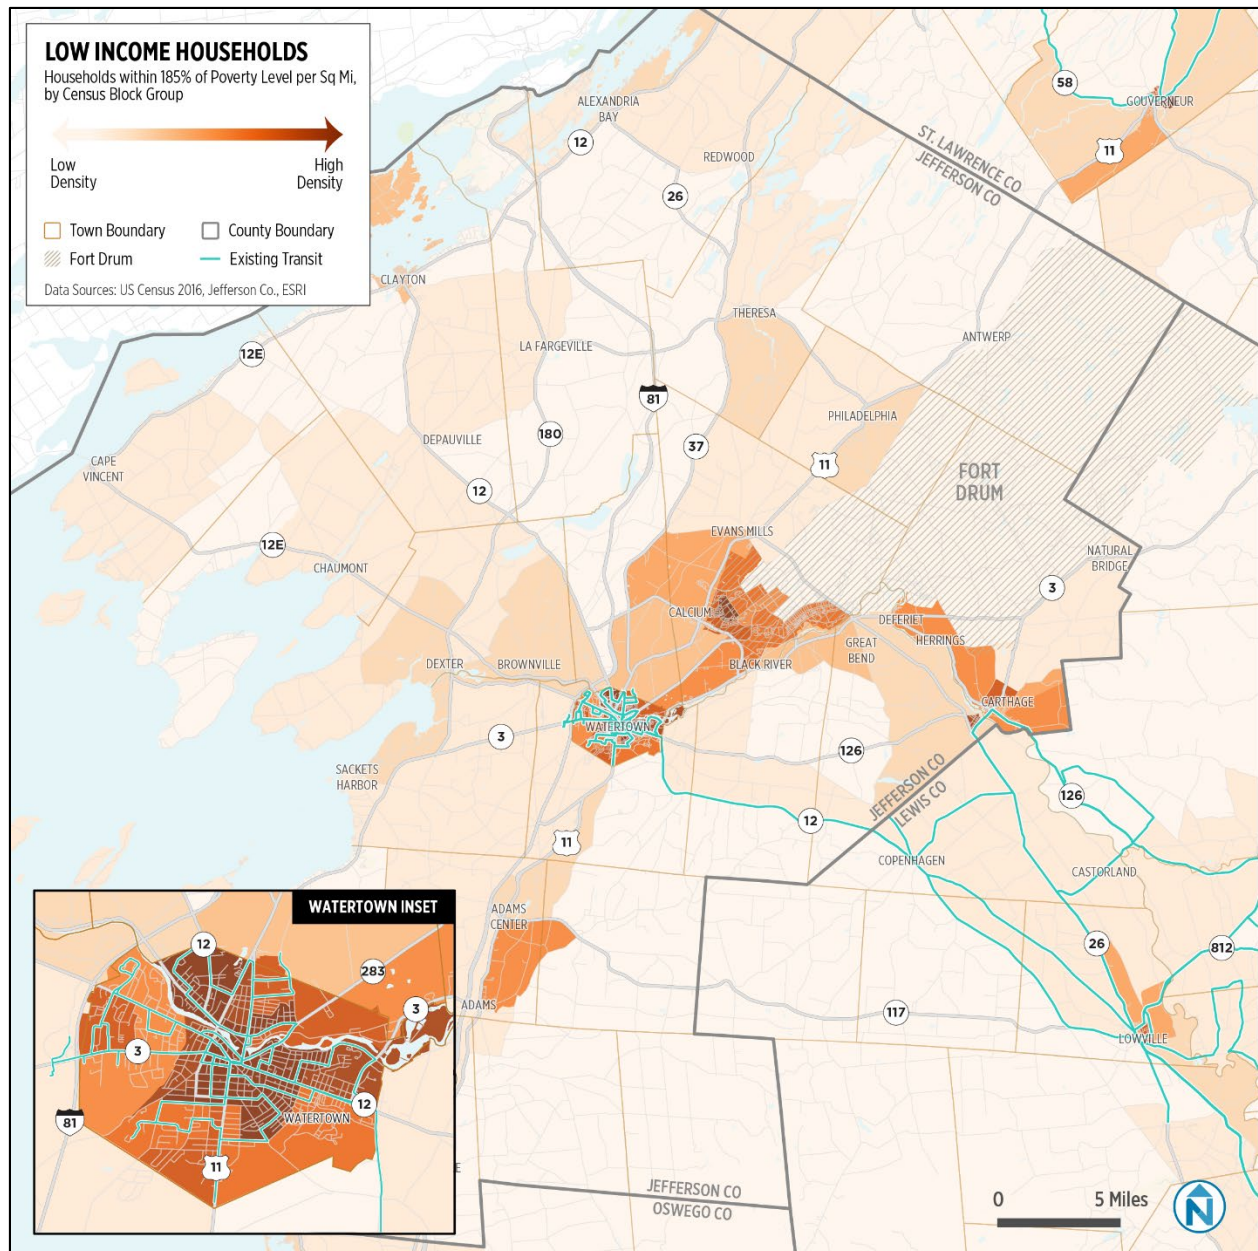 LOW INCOME HOUSEHOLDS
Households within 185% of Poverty Level per Sq Mi,
by Census Block Group
Low
Density
High
Density
Town Boundary
County Boundary
Fort Drum
Existing Transit
Data Sources: US Census 2016, Jefferson Co., ESRI
58
GOUVERNEUR
ALEXANDRIA
BAY
12
REDWOOD
ST. LAWRENCE CO
JEFFERSON CO
11
26
CLAYTON
THERESA
ANTWERP
12E
LA FARGEVILLE
81
PHILADELPHIA
DEPAUVILLE
180
37
11
CAPE
VINCENT
12
FORT
DRUM
12E
EVANS MILLS
NATURAL
BRIDGE
CHAUMONT
3
CALCIUM
DEFERIET
HERRINGS
GREAT
BEND
DEXTER
BROWNVILLE
BLACK RIVER
CARTHAGE
WATERTOWN
3
126
SACKETS
HARBOR
JEFFERSON CO
LEWIS CO
126
12
11
COPENHAGEN
CASTORLAND
ADAMS
CENTER
26
812
ADAMS
117
LOWVILLE
WATERTOWN INSET
12
283
3
3
12
WATERTOWN
81
11
E
JEFFERSON CO
OSWEGO CO
0
5 Miles
N